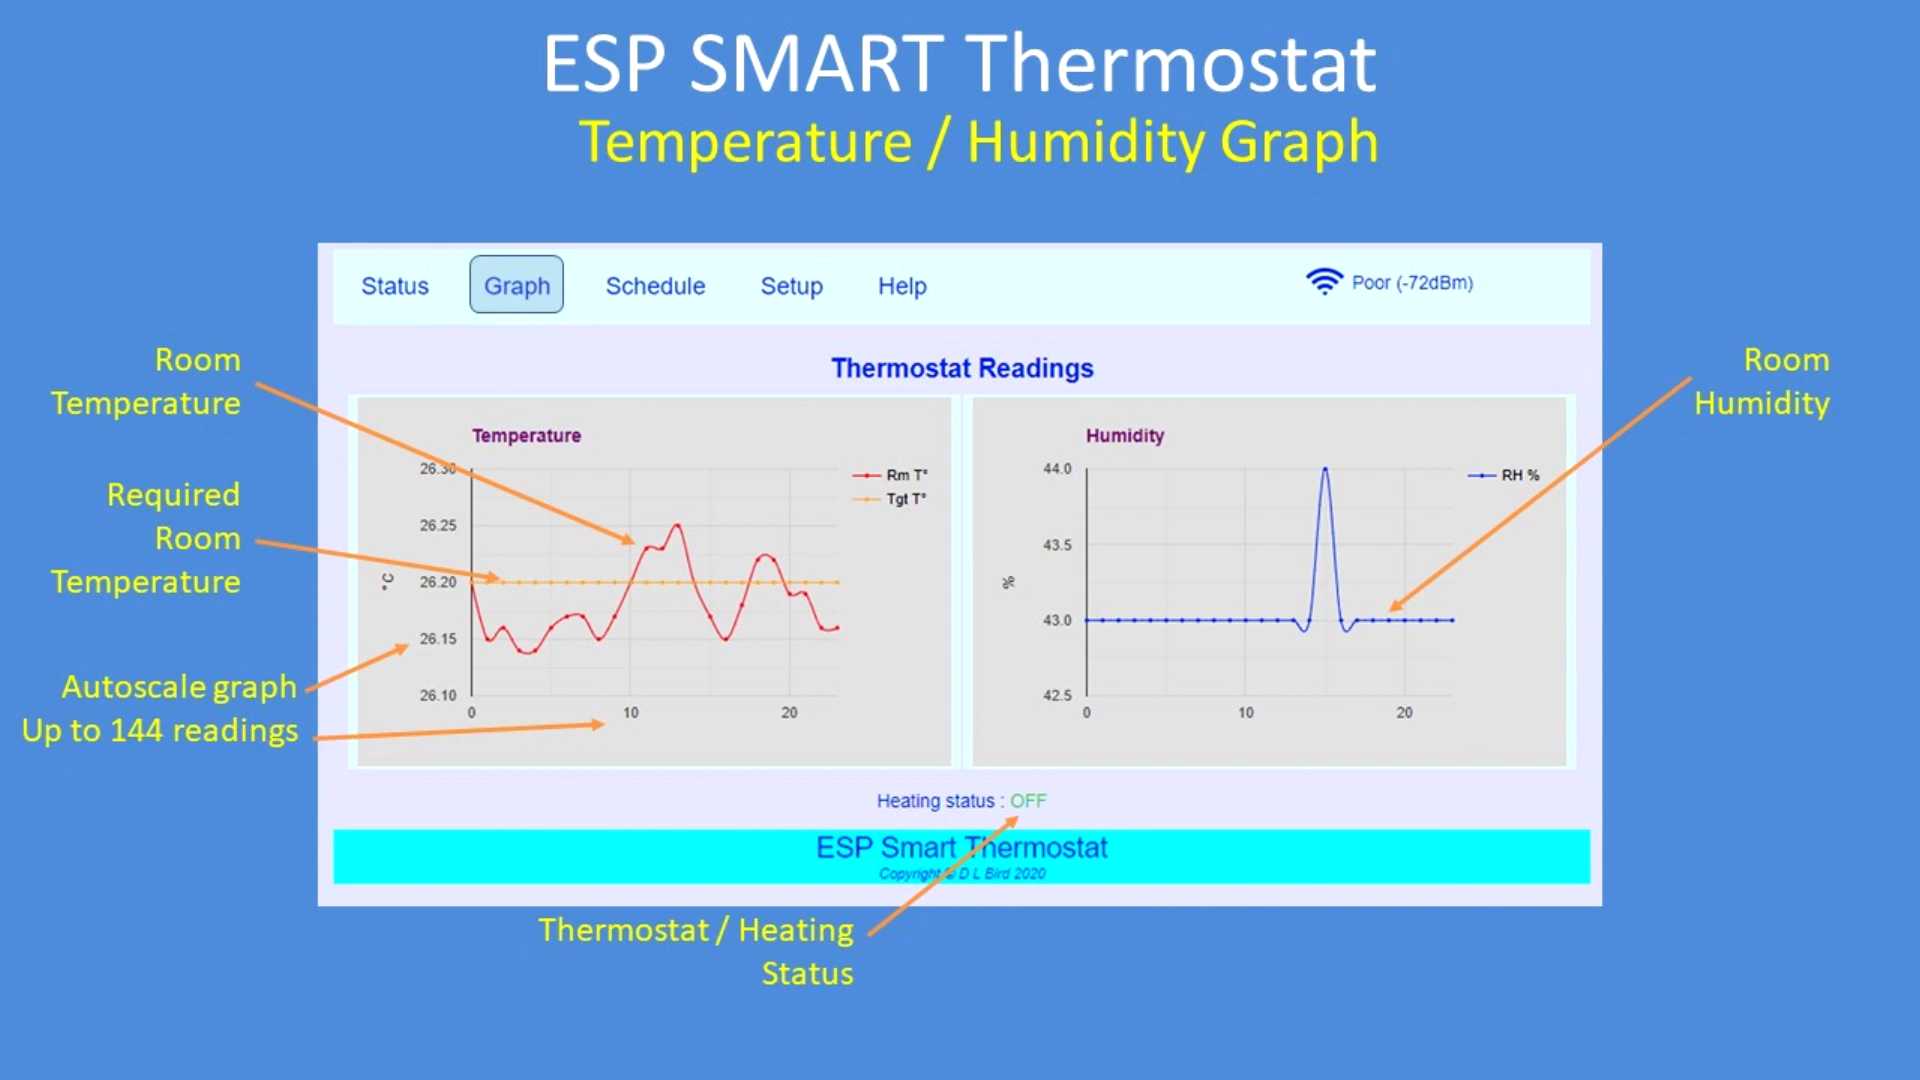 ESP SMART Thermostat
Temperature / Humidity Graph
Status
Graph
Schedule
Setup
Help
Poor (-72dBm)
Thermostat Readings
Room
Temperature
Required
Room
Temperature
Autoscale graph
Up to 144 readings
Temperature
26.30
26.25
26.20
26.15
26.10
°C
0
10
20
Rm T°
Tgt T°
Humidity
44.0
43.5
43.0
42.5
%
0
10
20
RH %
Room
Humidity
Heating status : OFF
ESP Smart Thermostat
Copyright © D L Bird 2020
Thermostat / Heating
Status